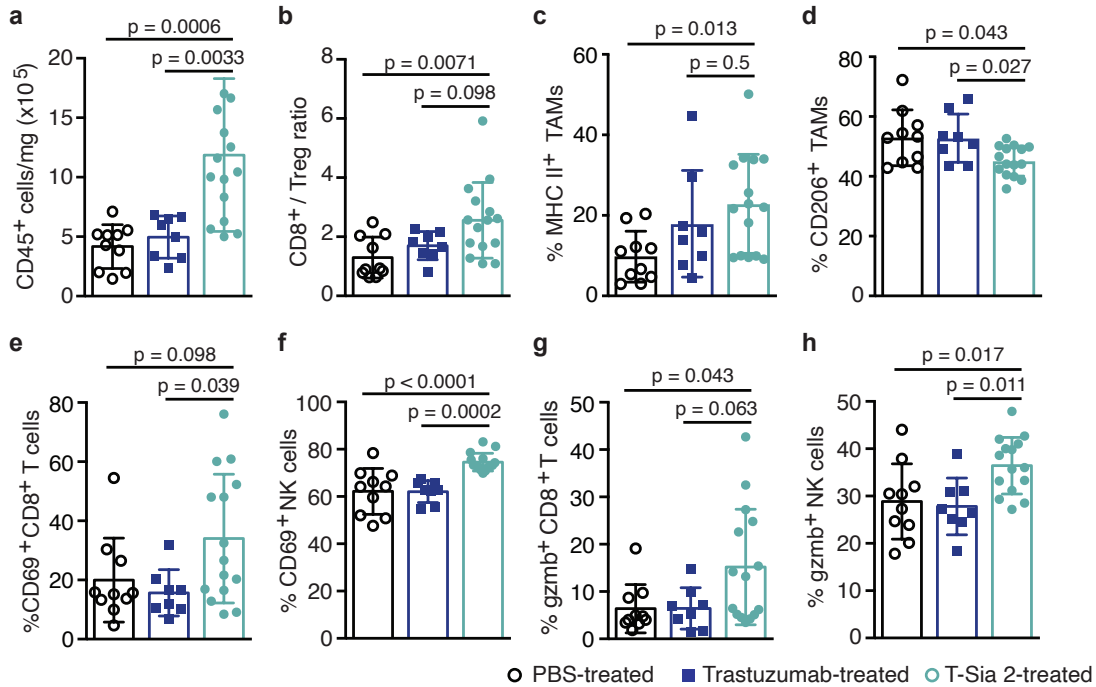 a
p = 0.0006
p = 0.0033
CD45⁺ cells/mg (x10⁵)
20
15
10
5
0
b
p = 0.0071
p = 0.098
CD8⁺ / Treg ratio
8
6
4
2
0
c
p = 0.013
p = 0.5
% MHC II⁺ TAMs
60
40
20
0
d
p = 0.043
p = 0.027
% CD206⁺ TAMs
80
60
40
20
0
e
p = 0.098
p = 0.039
%CD69⁺CD8⁺ T cells
80
60
40
20
0
f
p < 0.0001
p = 0.0002
% CD69⁺ NK cells
100
80
60
40
20
0
g
p = 0.043
p = 0.063
% gzmb⁺ CD8⁺T cells
50
40
30
20
10
0
h
p = 0.017
p = 0.011
% gzmb⁺ NK cells
50
40
30
20
10
0
PBS-treated Trastuzumab-treated T-Sia 2-treated